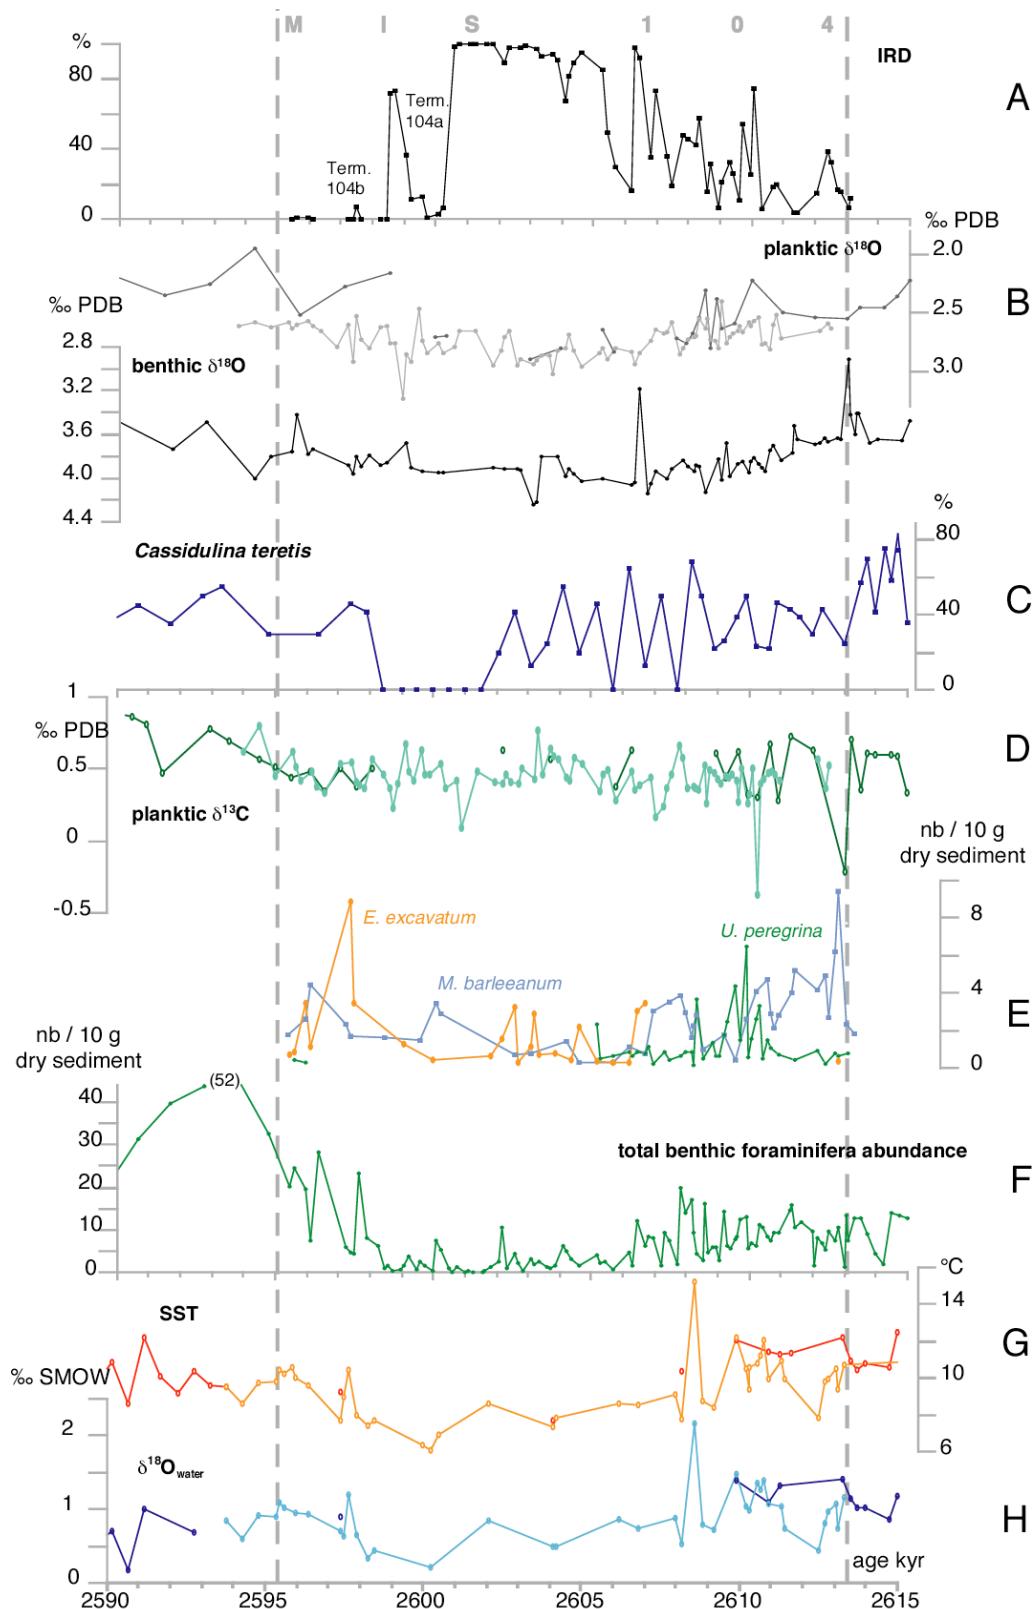 M I S 1 0 4
%
IRD
A
80
Term.
104a
40
Term.
104b
0
‰ PDB
planktic δ18O
2.0
‰ PDB
B
2.5
2.8
benthic δ18O
3.0
3.2
3.6
4.0
4.4
%
Cassidulina teretis
80
C
40
0
1
‰ PDB
D
0.5
planktic δ13C
0
nb / 10 g
dry sediment
-0.5
8
E. excavatum
U. peregrina
M. barleeanum
4
E
nb / 10 g
dry sediment
0
(52)
40
30
total benthic foraminifera abundance
F
20
10
0
°C
SST
14
G
‰ SMOW
10
2
6
δ18Owater
1
H
age kyr
0
2590 2595 2600 2605 2610 2615